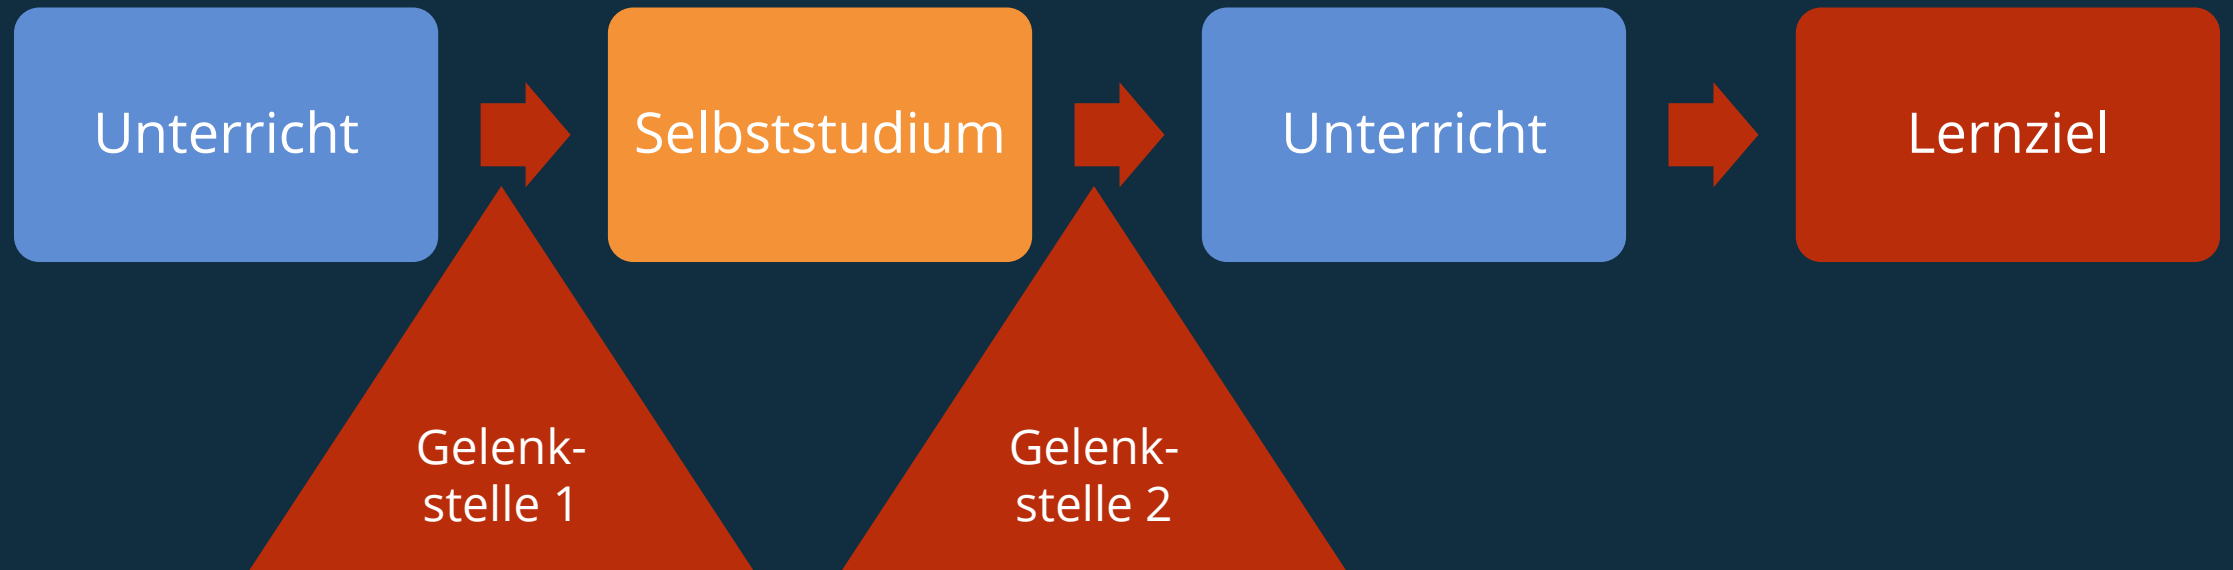 Unterricht
Selbststudium
Unterricht
Lernziel
Gelenk-
stelle 1
Gelenk-
stelle 2